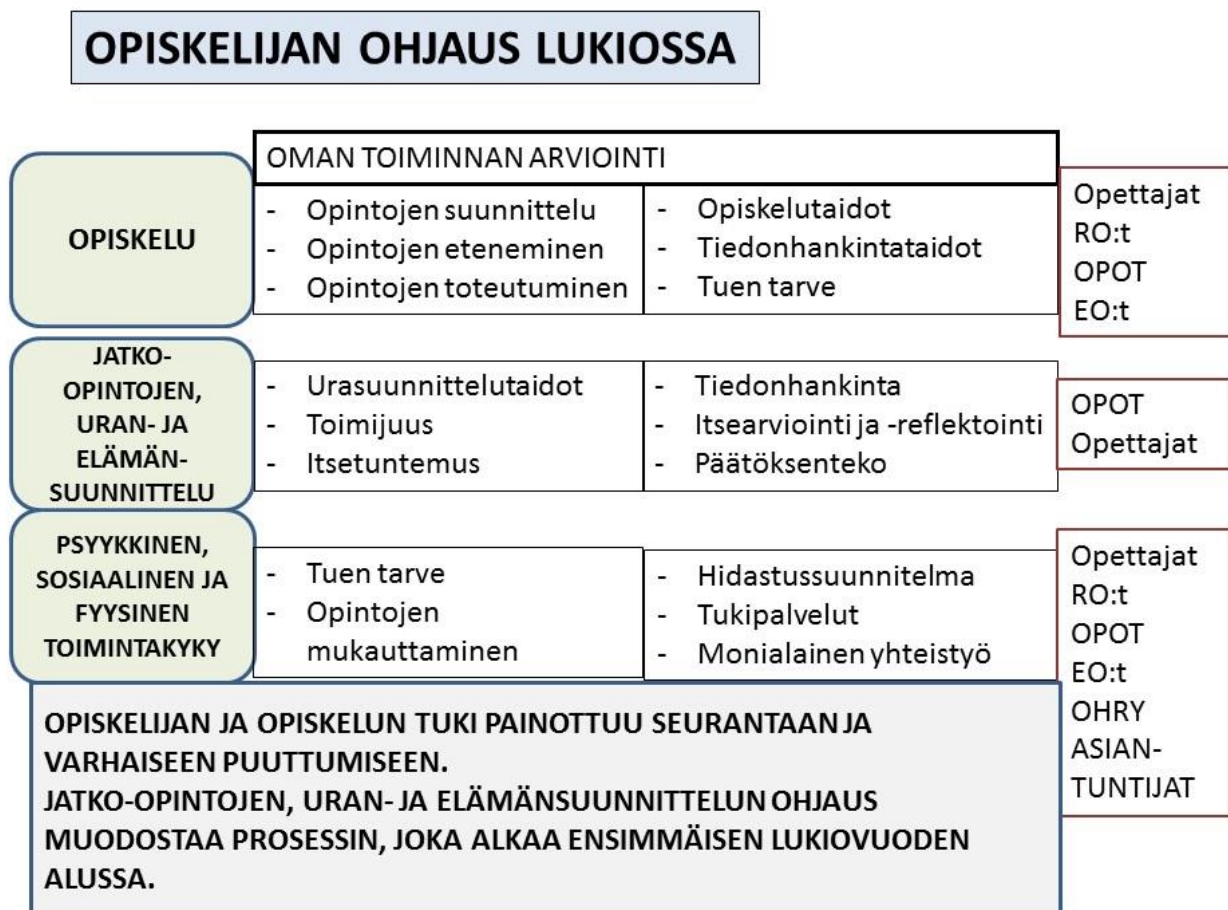 OPISKELIJAN OHJAUS LUKIOSSA
OMAN TOIMINNAN ARVIOINTI
OPISKELU
- Opintojen suunnittelu
- Opintojen eteneminen
- Opintojen toteutuminen
- Opiskelutaidot
- Tiedonhankintataidot
- Tuen tarve
Opettajat
RO:t
OPOT
EO:t
JATKO-
OPINTOJEN,
URAN- JA
ELÄMÄN-
SUUNNITTELU
- Urasuunnittelutaidot
- Toimijuus
- Itsetuntemus
- Tiedonhankinta
- Itsearviointi ja -reflektointi
- Päätöksenteko
OPOT
Opettajat
PSYYKKINEN,
SOSIAALINEN JA
FYYSINEN
TOIMINTAKYKY
- Tuen tarve
- Opintojen
mukauttaminen
- Hidastussuunnitelma
- Tukipalvelut
- Monialainen yhteistyö
Opettajat
RO:t
OPOT
EO:t
OHRY
ASIAN-
TUNTIJAT
OPISKELIJAN JA OPISKELUN TUKI PAINOTTUU SEURANTAAN JA
VARHAISEEN PUUTTUMISEEN.
JATKO-OPINTOJEN, URAN- JA ELÄMÄNSUUNNITTELUN OHJAUS
MUODOSTAA PROSESSIN, JOKA ALKAA ENSIMMÄISEN LUKIOVUODEN
ALUSSA.